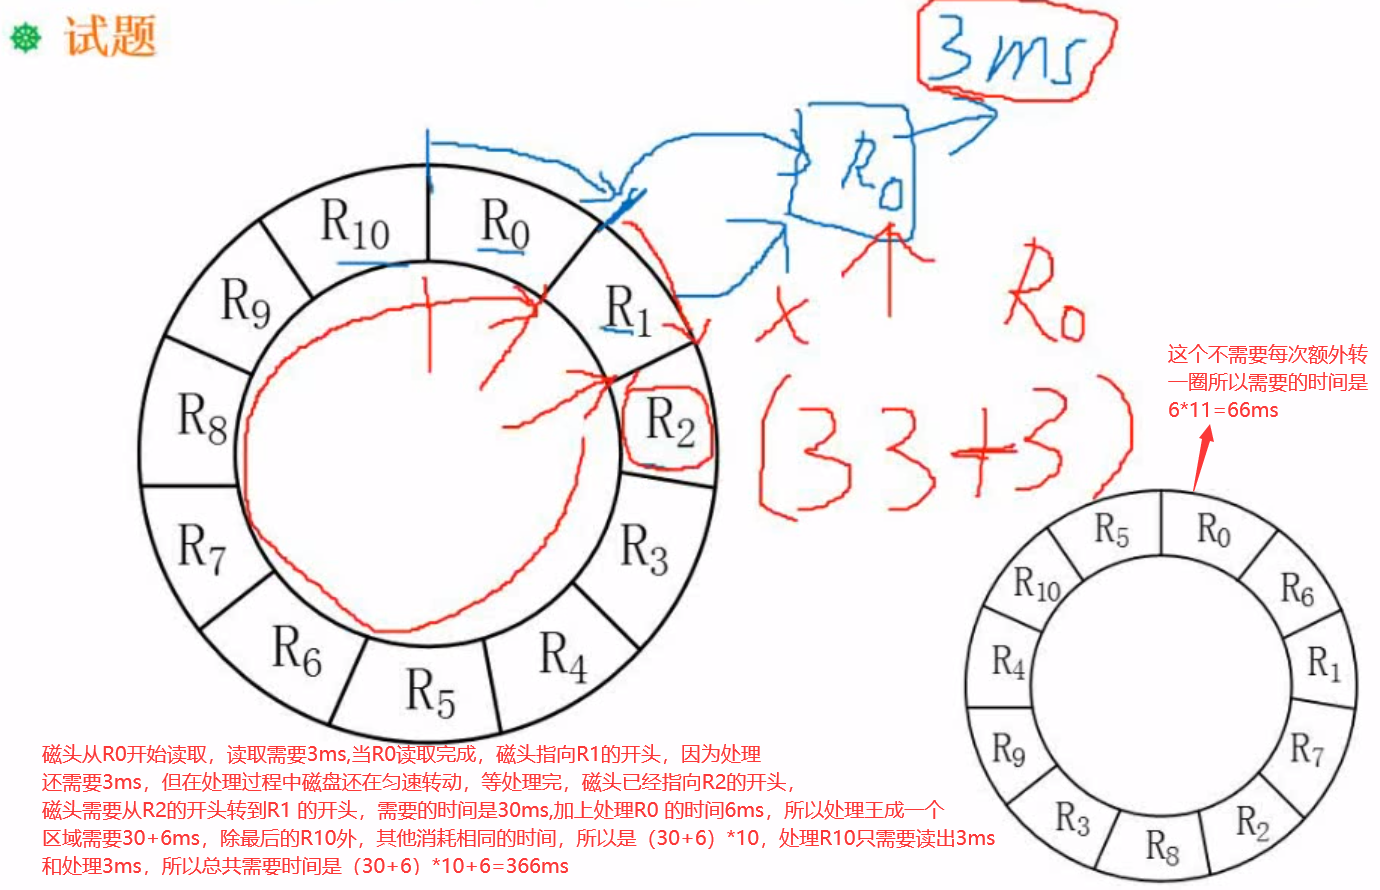 试题
3ms
R0
R10
R0
R9
R1
R0
×
这个不需要每次额外转
一圈所以需要的时间是
6*11=66ms
R8
R2
(33+3)
R7
R3
R6
R4
R5
R5
R0
R10
R6
R4
R1
R9
R7
R3
R2
R8
磁头从R0开始读取，读取需要3ms,当R0读取完成，磁头指向R1的开头，因为处理
还需要3ms，但在处理过程中磁盘还在匀速转动，等处理完，磁头已经指向R2的开头，
磁头需要从R2的开头转到R1 的开头，需要的时间是30ms,加上处理R0 的时间6ms，所以处理王成一个
区域需要30+6ms，除最后的R10外，其他消耗相同的时间，所以是（30+6）*10，处理R10只需要读出3ms
和处理3ms，所以总共需要时间是（30+6）*10+6=366ms